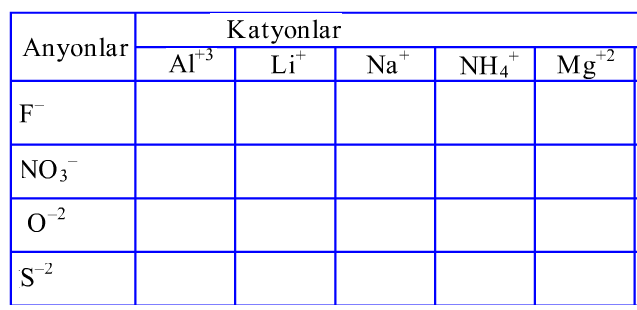 Anyonlar
Katyonlar
Al⁺³ Li⁺ Na⁺ NH₄⁺ Mg⁺²
F⁻
NO₃⁻
O⁻²
S⁻²